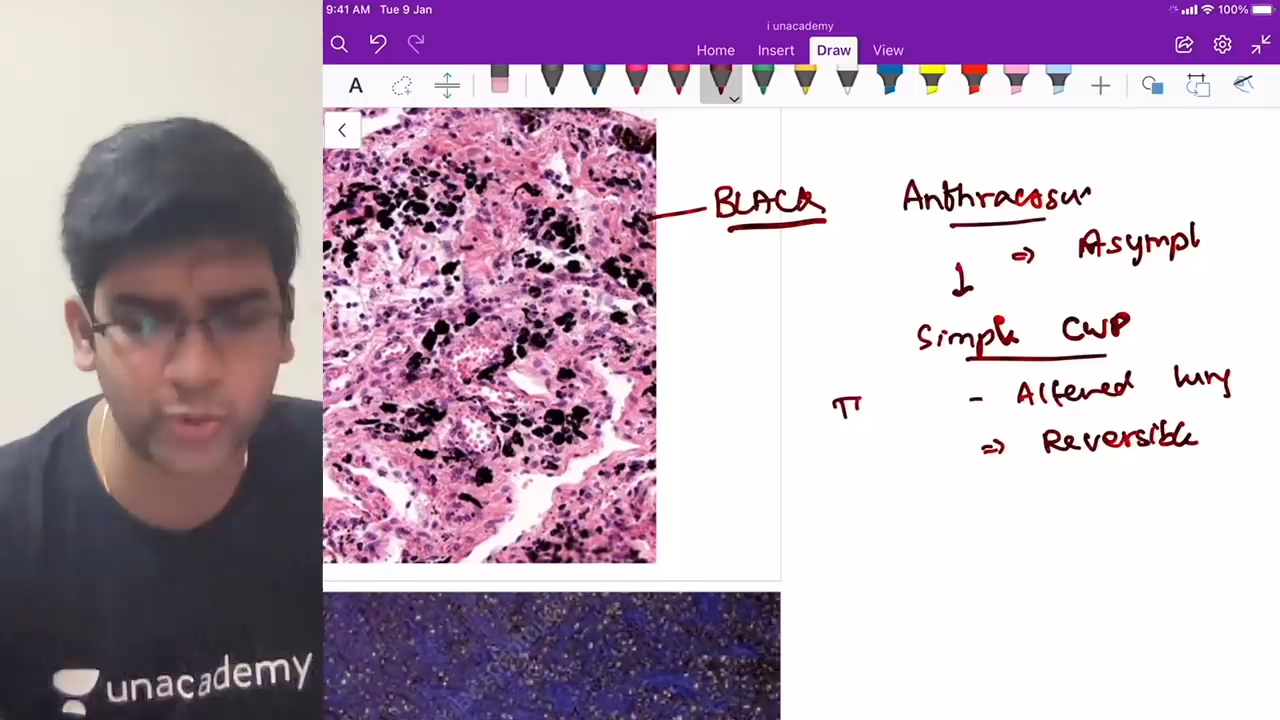 9:41 AM Tue 9 Jan
100%
i unacademy
Home Insert Draw View
A
BLACK
Anthracosis
⇒ Asympt
↓
Simple CWP
π
- Altered lung
⇒ Reversible
unacademy